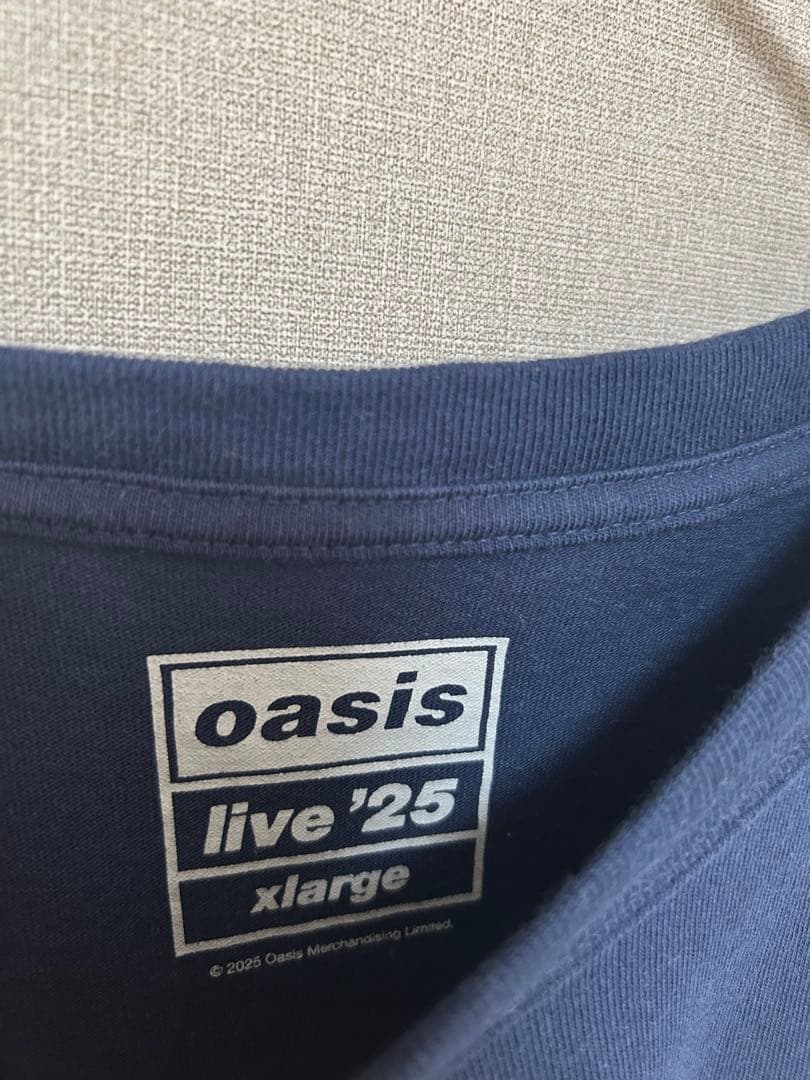 oasis
live '25
xlarge
© 2025 Oasis Merchandising Limited.